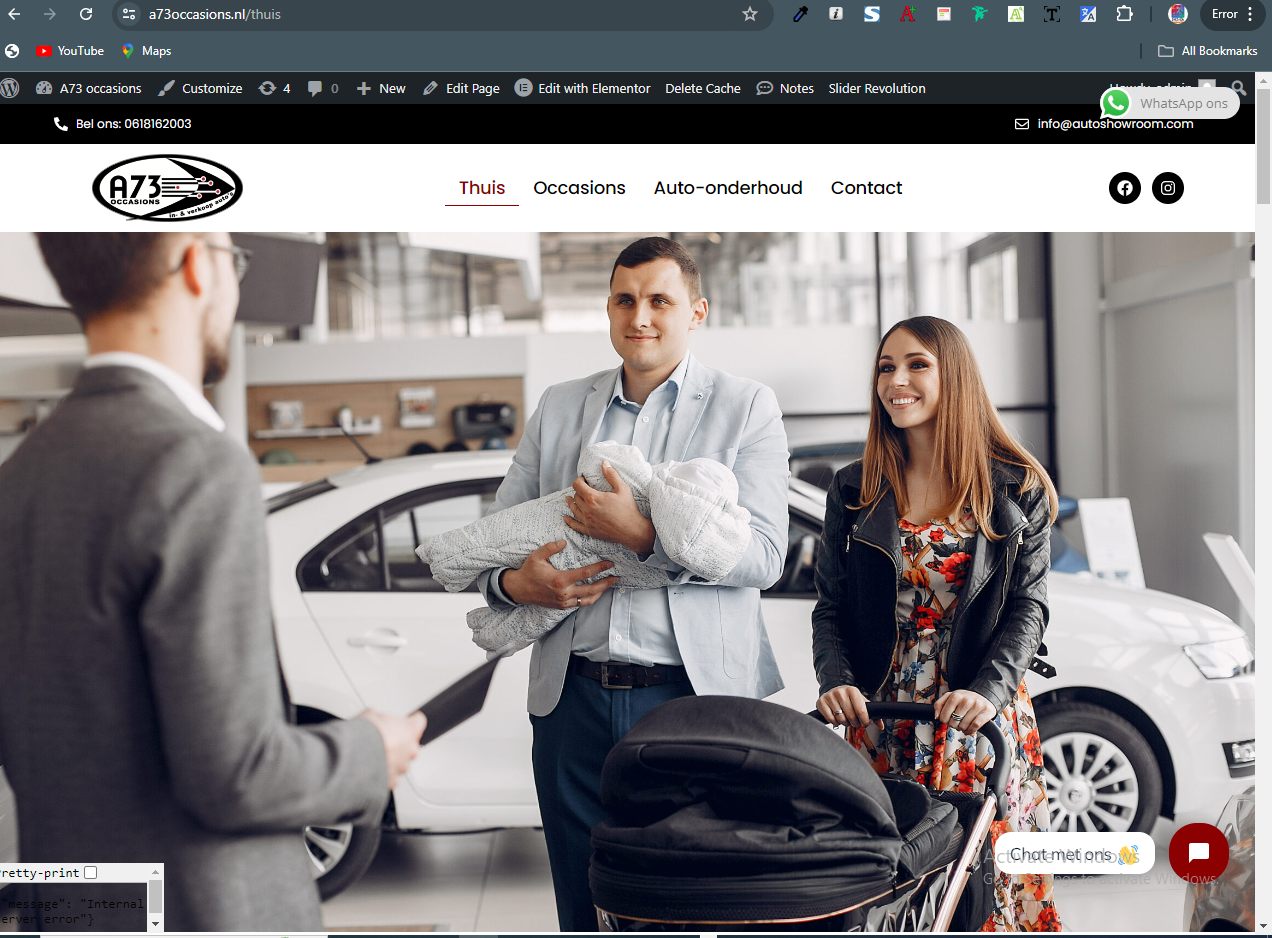 a73occasions.nl/thuis
Error
YouTube
Maps
All Bookmarks
A73 occasions
Customize
4
0
New
Edit Page
Edit with Elementor
Delete Cache
Notes
Slider Revolution
Howdy, admin
WhatsApp ons
Bel ons: 0618162003
info@autoshowroom.com
A73
OCCASIONS
in- & verkoop auto's
Thuis
Occasions
Auto-onderhoud
Contact
Chat met ons 👋
Activate Windows
Go to Settings to activate Windows.
retty-print
"message": "Internal
erver error"}